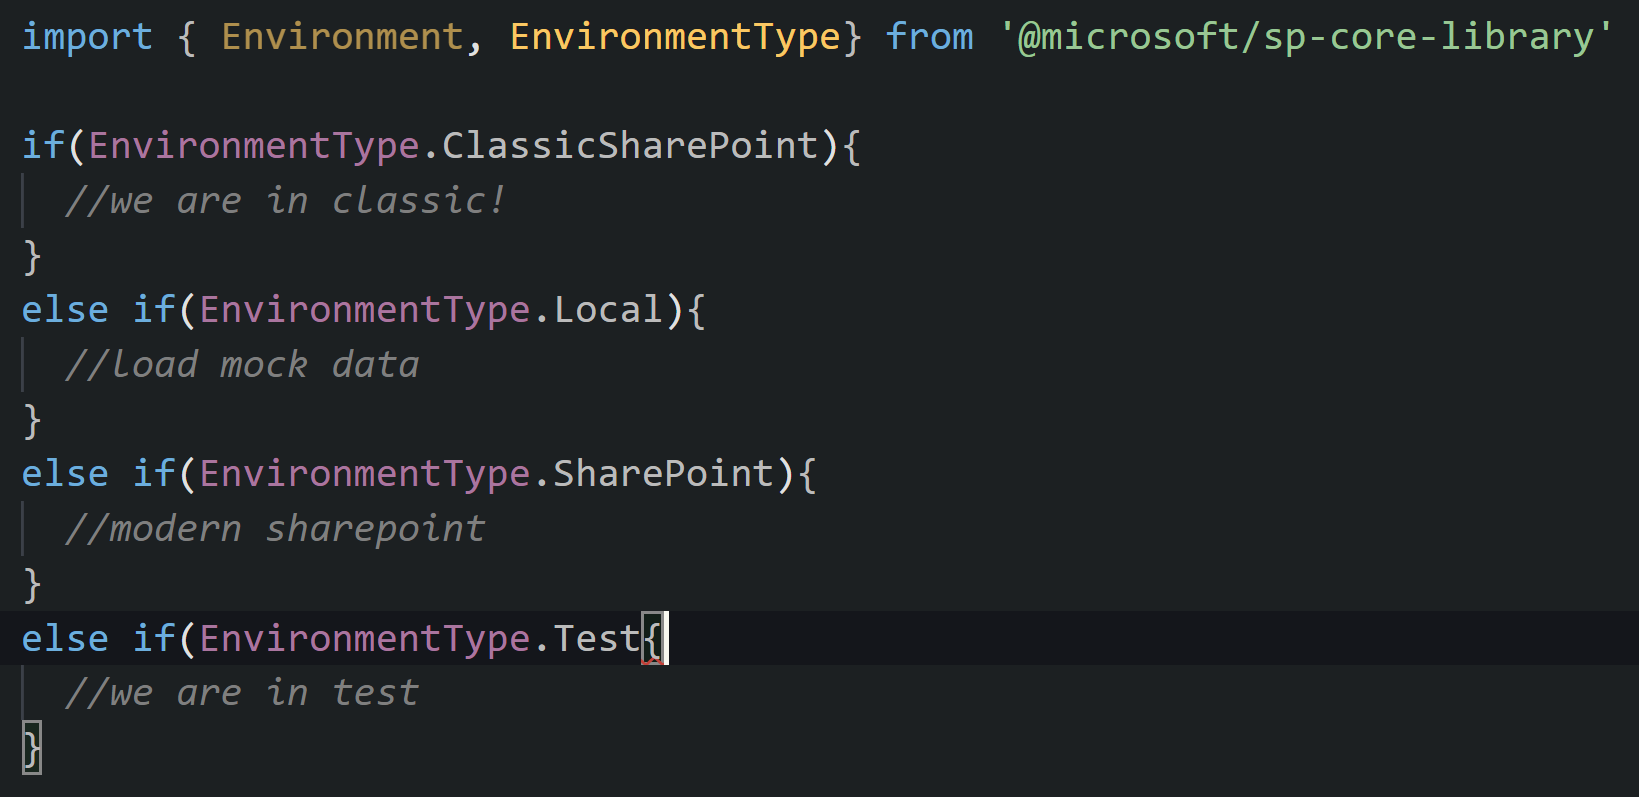 import { Environment, EnvironmentType} from '@microsoft/sp-core-library'
if(EnvironmentType.ClassicSharePoint){
//we are in classic!
}
else if(EnvironmentType.Local){
//load mock data
}
else if(EnvironmentType.SharePoint){
//modern sharepoint
}
else if(EnvironmentType.Test{
//we are in test
}